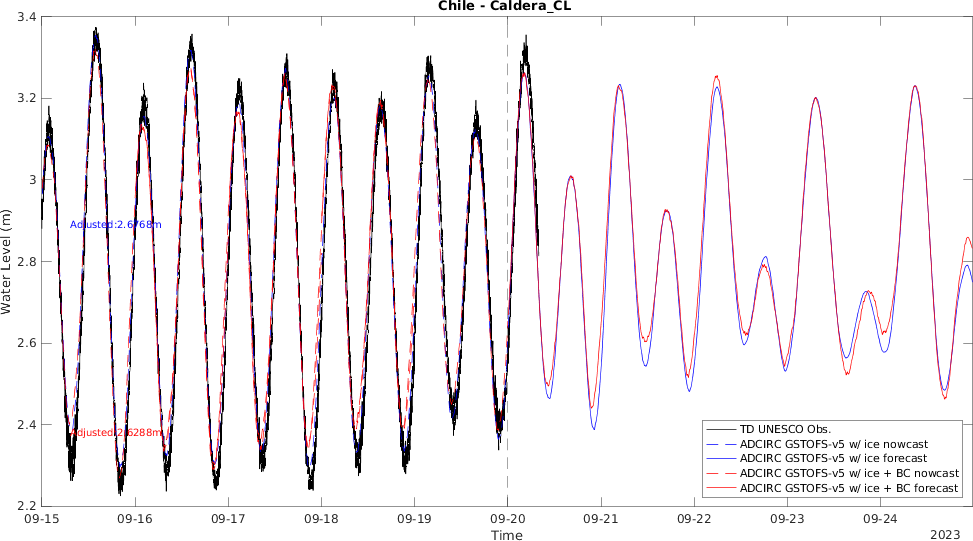 Chile - Caldera_CL
3.4
3.2
3
2.8
2.6
2.4
2.2
Water Level (m)
Adjusted:2.6768m
Adjusted:2.6288m
TD UNESCO Obs.
ADCIRC GSTOFS-v5 w/ ice nowcast
ADCIRC GSTOFS-v5 w/ ice forecast
ADCIRC GSTOFS-v5 w/ ice + BC nowcast
ADCIRC GSTOFS-v5 w/ ice + BC forecast
09-15 09-16 09-17 09-18 09-19 09-20 09-21 09-22 09-23 09-24
Time
2023